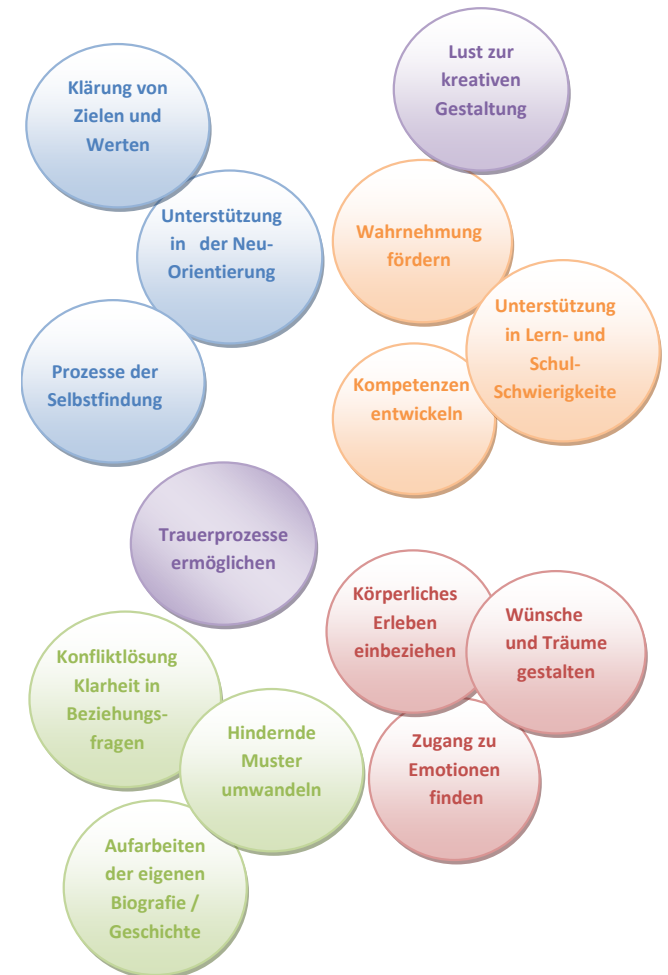 Klärung von
Zielen und
Werten
Unterstützung
in der Neu-
Orientierung
Prozesse der
Selbstfindung
Lust zur
kreativen
Gestaltung
Wahrnehmung
fördern
Unterstützung
in Lern- und
Schul-
Schwierigkeite
Kompetenzen
entwickeln
Trauerprozesse
ermöglichen
Körperliches
Erleben
einbeziehen
Wünsche
und Träume
gestalten
Zugang zu
Emotionen
finden
Konfliktlösung
Klarheit in
Beziehungs-
fragen
Hindernde
Muster
umwandeln
Aufarbeiten
der eigenen
Biografie /
Geschichte